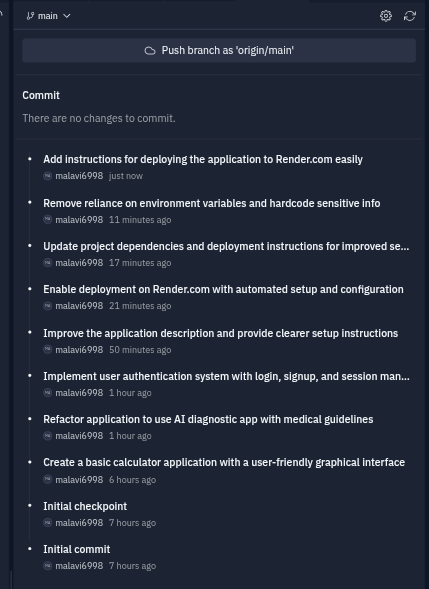 main
Push branch as 'origin/main'
Commit
There are no changes to commit.
Add instructions for deploying the application to Render.com easily
malavi6998 just now
Remove reliance on environment variables and hardcode sensitive info
malavi6998 11 minutes ago
Update project dependencies and deployment instructions for improved se...
malavi6998 17 minutes ago
Enable deployment on Render.com with automated setup and configuration
malavi6998 21 minutes ago
Improve the application description and provide clearer setup instructions
malavi6998 50 minutes ago
Implement user authentication system with login, signup, and session man...
malavi6998 1 hour ago
Refactor application to use AI diagnostic app with medical guidelines
malavi6998 1 hour ago
Create a basic calculator application with a user-friendly graphical interface
malavi6998 6 hours ago
Initial checkpoint
malavi6998 7 hours ago
Initial commit
malavi6998 7 hours ago